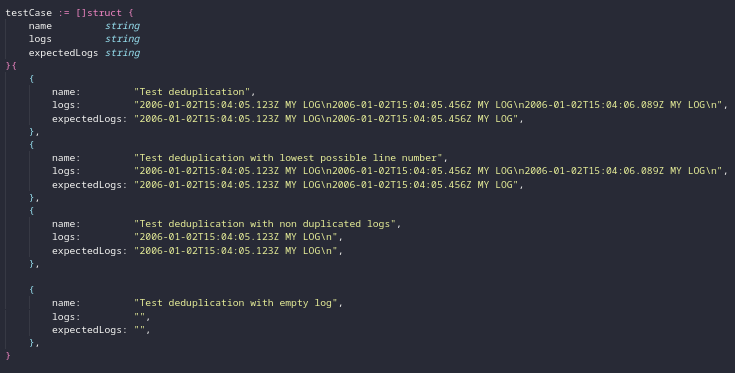 testCase := []struct {
    name         string
    logs         string
    expectedLogs string
}{
    {
        name:         "Test deduplication",
        logs:         "2006-01-02T15:04:05.123Z MY LOG\n2006-01-02T15:04:05.456Z MY LOG\n2006-01-02T15:04:06.089Z MY LOG\n",
        expectedLogs: "2006-01-02T15:04:05.123Z MY LOG\n2006-01-02T15:04:05.456Z MY LOG",
    },
    {
        name:         "Test deduplication with lowest possible line number",
        logs:         "2006-01-02T15:04:05.123Z MY LOG\n2006-01-02T15:04:05.456Z MY LOG\n2006-01-02T15:04:06.089Z MY LOG\n",
        expectedLogs: "2006-01-02T15:04:05.123Z MY LOG\n2006-01-02T15:04:05.456Z MY LOG",
    },
    {
        name:         "Test deduplication with non duplicated logs",
        logs:         "2006-01-02T15:04:05.123Z MY LOG\n",
        expectedLogs: "2006-01-02T15:04:05.123Z MY LOG\n",
    },

    {
        name:         "Test deduplication with empty log",
        logs:         "",
        expectedLogs: "",
    },
}